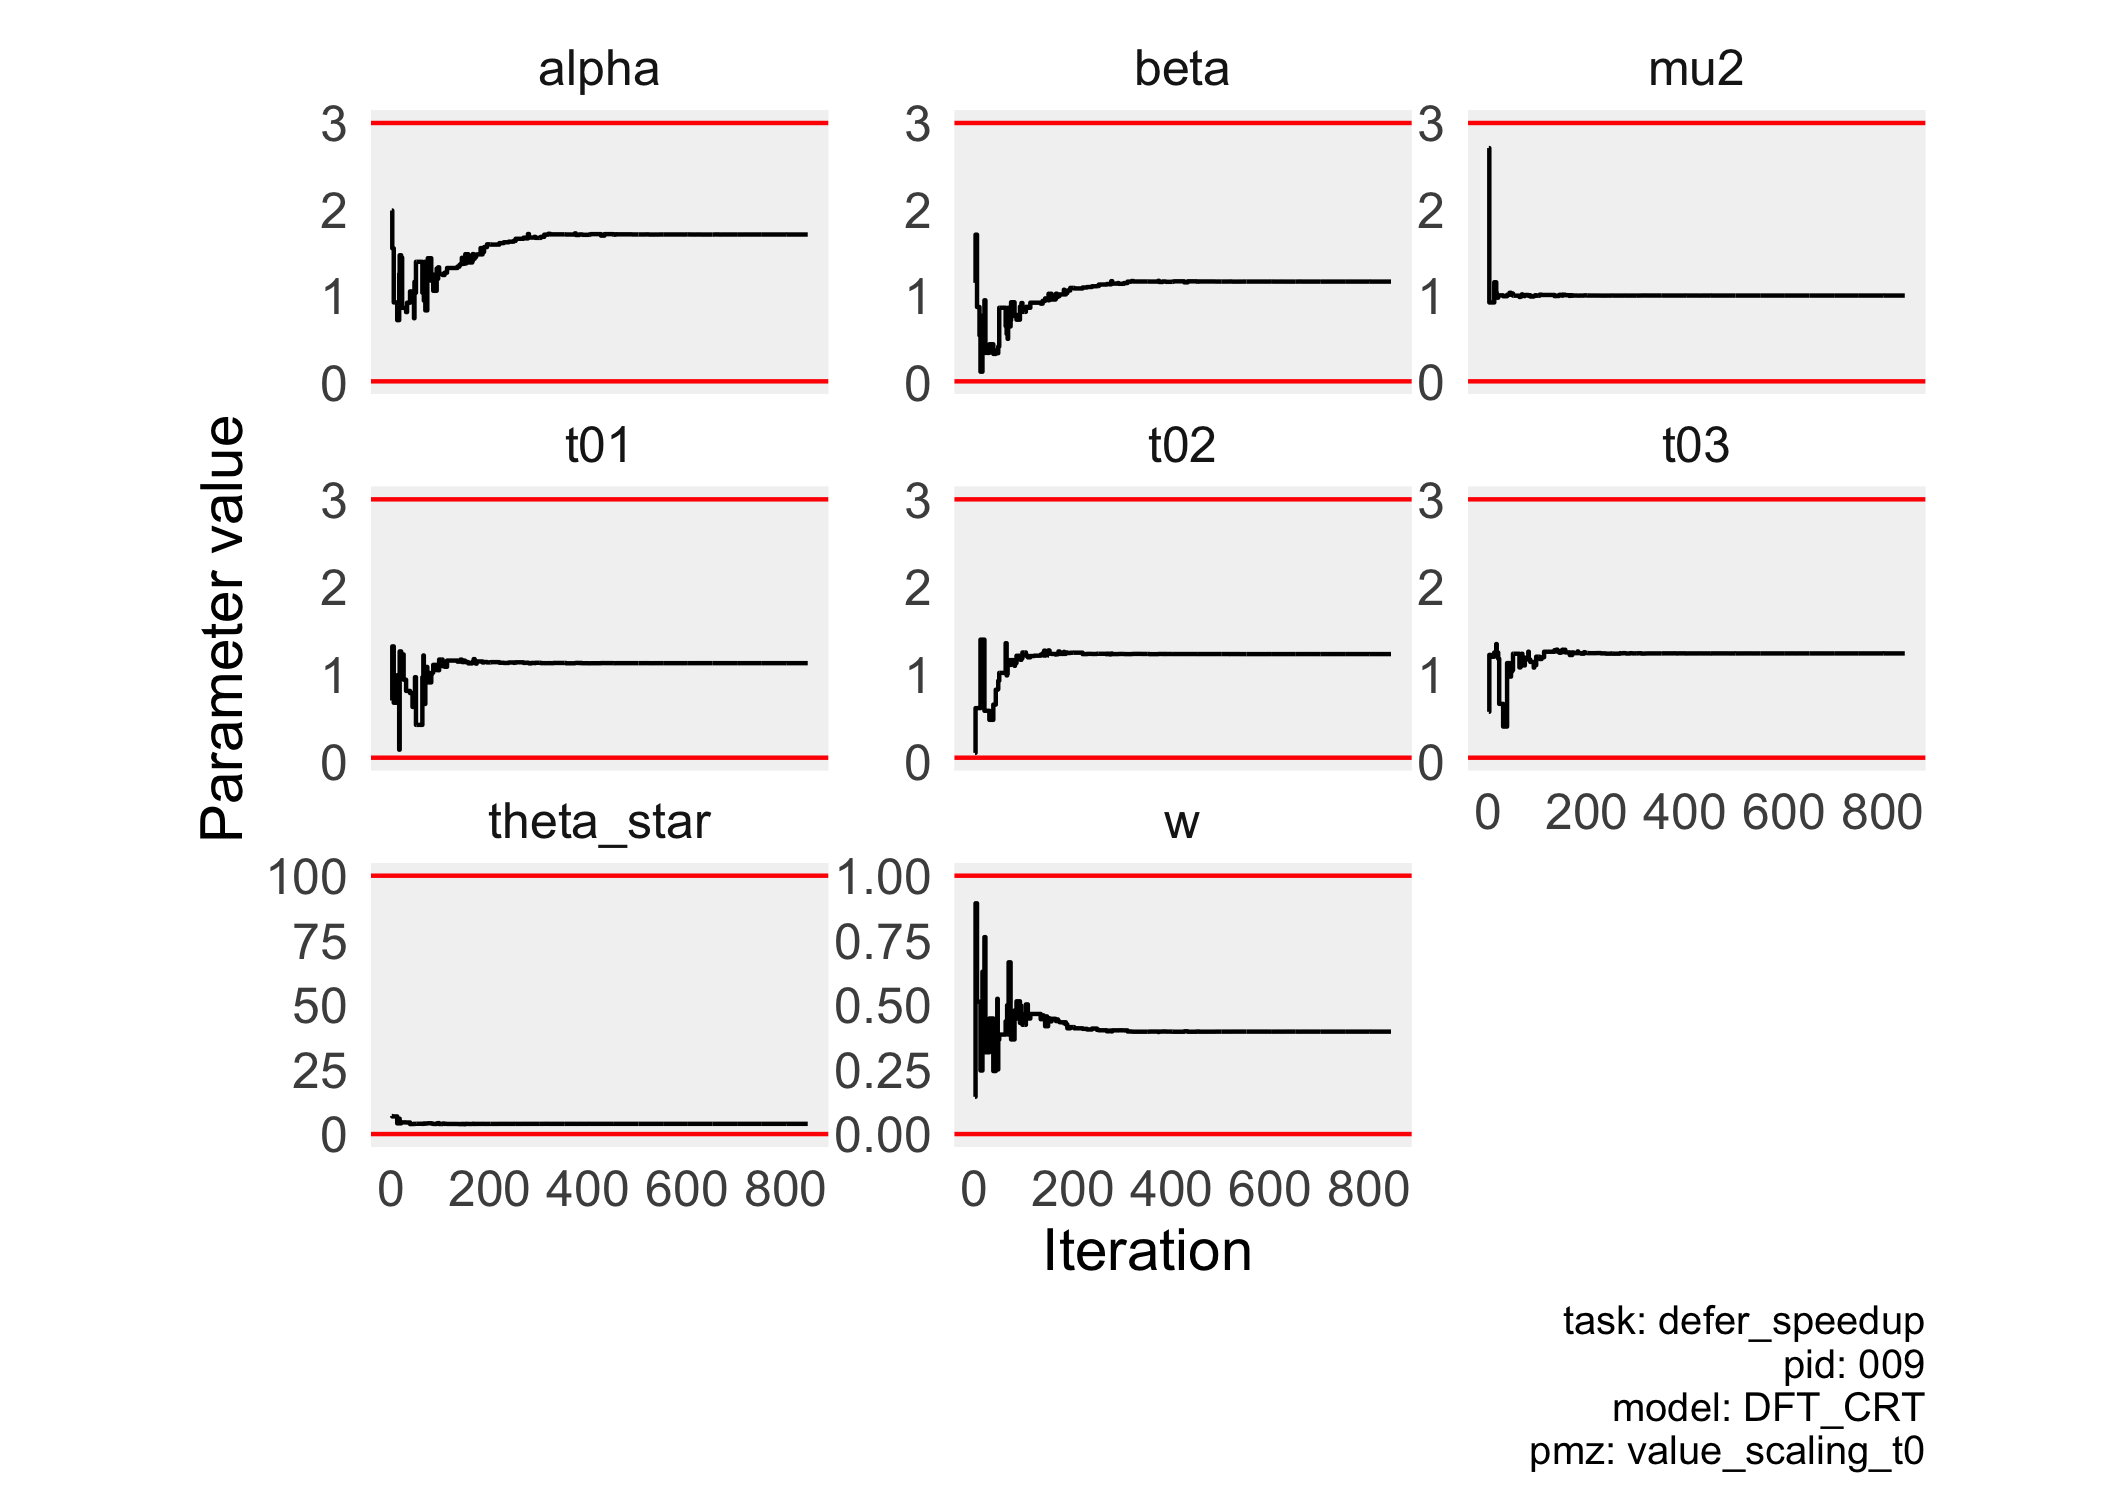 alpha
beta
mu2
3
2
1
0
3
2
1
0
3
2
1
0
t01
t02
t03
3
2
1
0
3
2
1
0
3
2
1
0
0 200 400 600 800
theta_star
w
100
75
50
25
0
1.00
0.75
0.50
0.25
0.00
0 200 400 600 800
0 200 400 600 800
Parameter value
Iteration
task: defer_speedup
pid: 009
model: DFT_CRT
pmz: value_scaling_t0